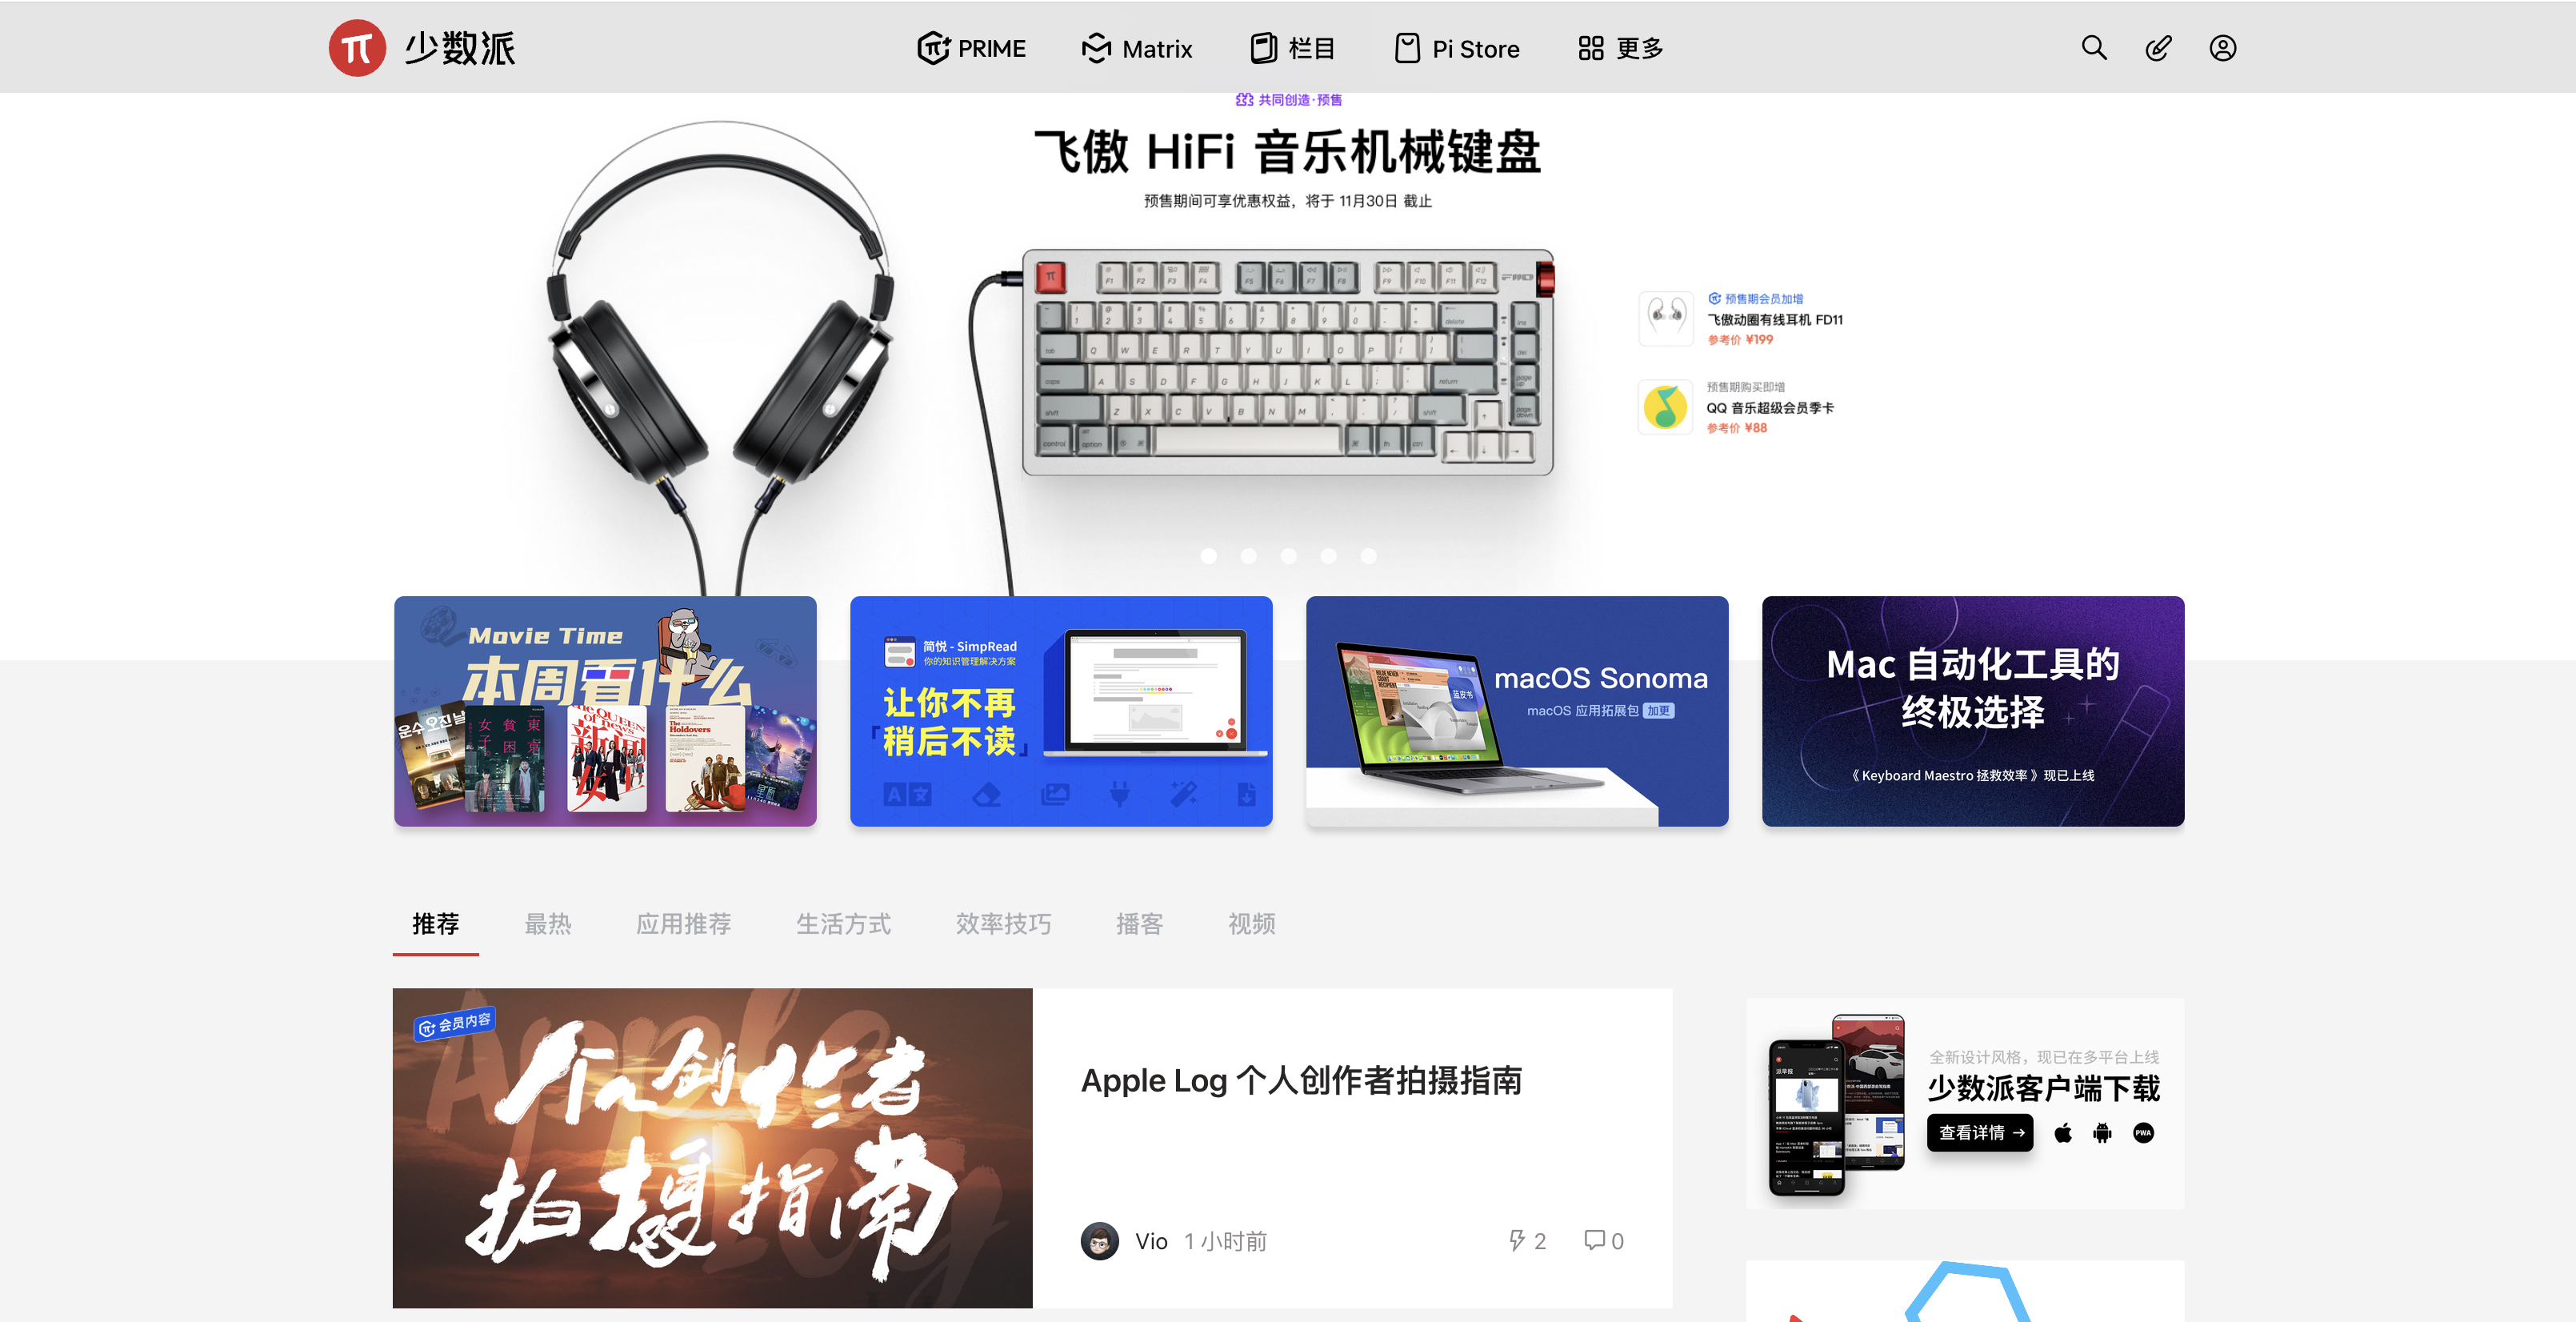 少数派
PRIME
Matrix
栏目
Pi Store
更多
共同创造·预售
飞傲 HiFi 音乐机械键盘
预售期间可享优惠权益，将于 11月30日 截止
预售期会员加增
飞傲动圈有线耳机 FD11
参考价 ¥199
预售期购买即增
QQ 音乐超级会员季卡
参考价 ¥88
Movie Time
本周看什么
简悦 - SimpRead
你的知识管理解决方案
「让你不再
稍后不读」
macOS Sonoma
macOS 应用拓展包 加更
蓝皮书
Mac 自动化工具的
终极选择
《 Keyboard Maestro 拯救效率 》现已上线
推荐
最热
应用推荐
生活方式
效率技巧
播客
视频
会员内容
Apple Log
个人创作者
拍摄指南
Apple Log 个人创作者拍摄指南
Vio 1 小时前
2
0
全新设计风格，现已在多平台上线
少数派客户端下载
查看详情 →
PWA